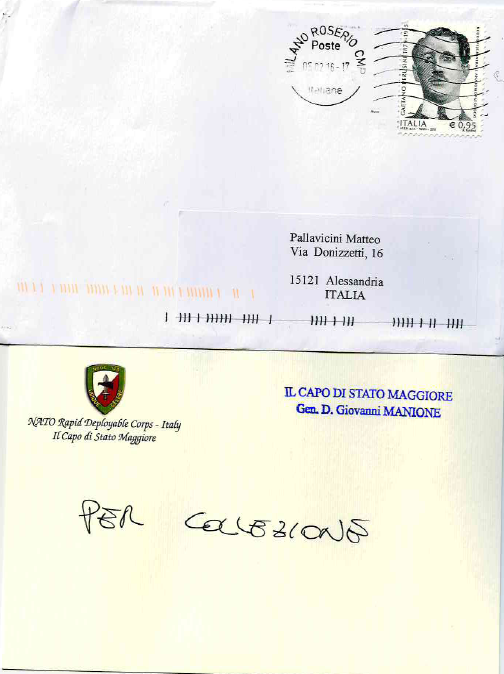 MILANO ROSERIO CMP
Poste
italiane
ITALIA € 0,95
Pallavicini Matteo
Via Donizzetti, 16
15121 Alessandria
ITALIA
NATO Rapid Deployable Corps - Italy
Il Capo di Stato Maggiore
IL CAPO DI STATO MAGGIORE
Gen. D. Giovanni MANIONE
PER COLLEZIONE